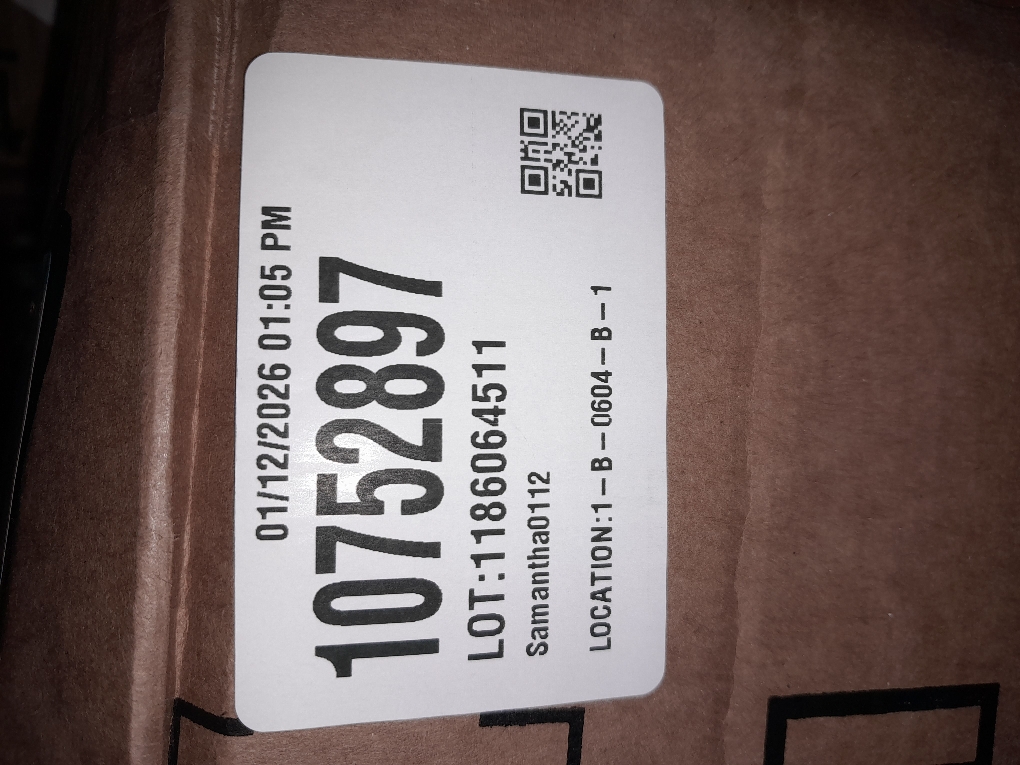 01/12/2026 01:05 PM
10752897
LOT:1186064511
Samantha0112
LOCATION:1-B-0604-B-1